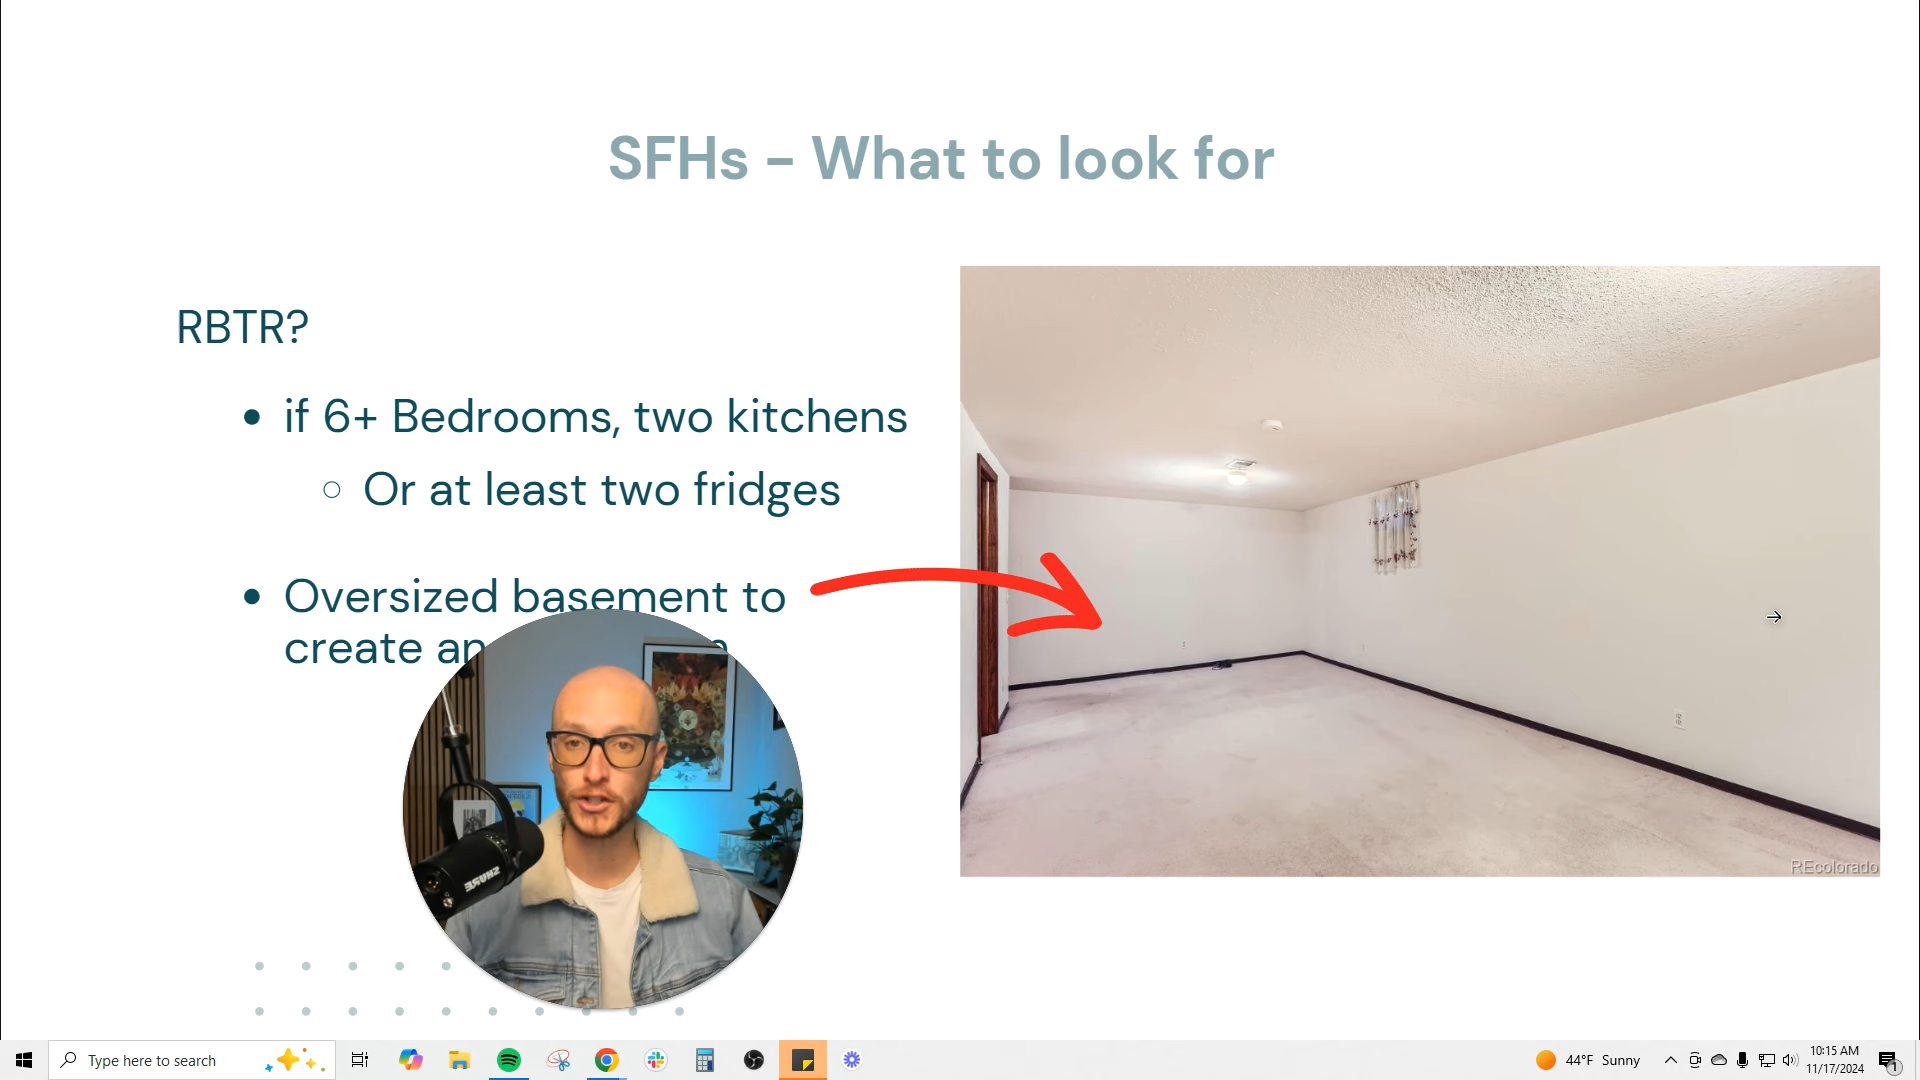 SFHs - What to look for
RBTR?
if 6+ Bedrooms, two kitchens
Or at least two fridges
Oversized basement to
create an
REcolorado
SHURE
Type here to search
44°F Sunny
10:15 AM
11/17/2024
1